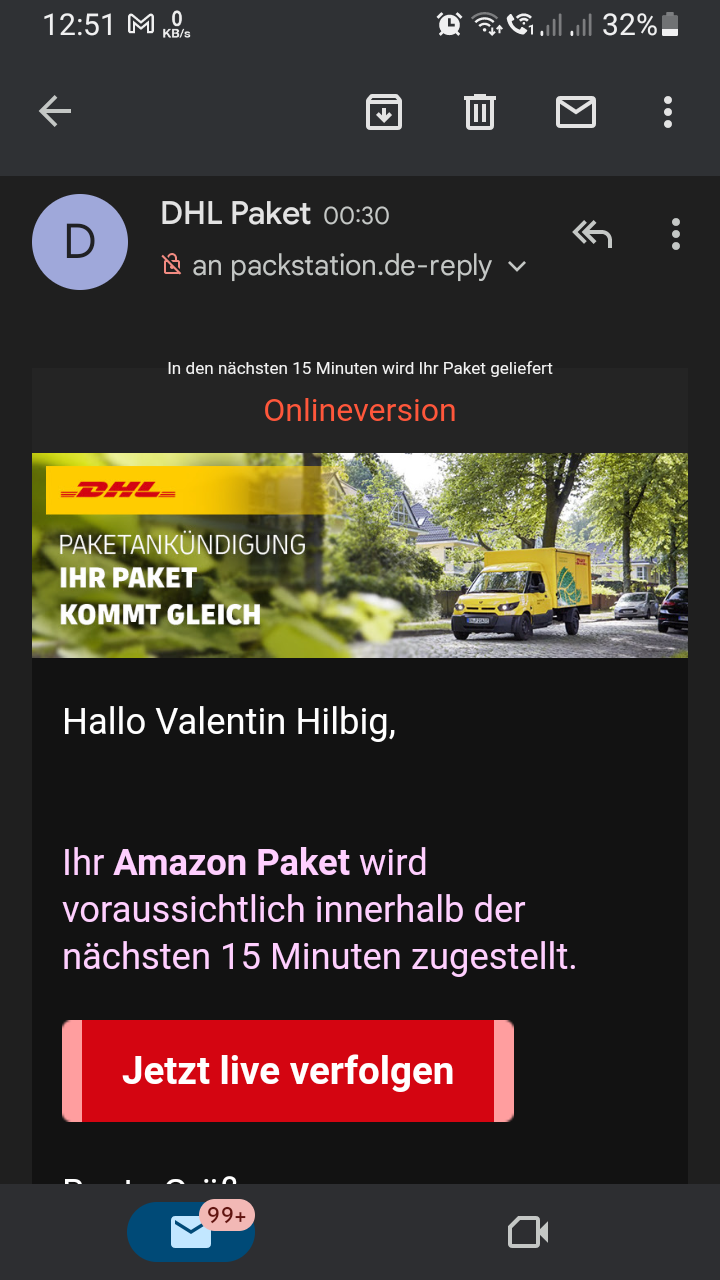 12:51 0 KB/s 1 32%
D
DHL Paket 00:30
an packstation.de-reply
In den nächsten 15 Minuten wird Ihr Paket geliefert
Onlineversion
DHL
PAKETANKÜNDIGUNG
IHR PAKET
KOMMT GLEICH
Hallo Valentin Hilbig,
Ihr Amazon Paket wird
voraussichtlich innerhalb der
nächsten 15 Minuten zugestellt.
Jetzt live verfolgen
99+